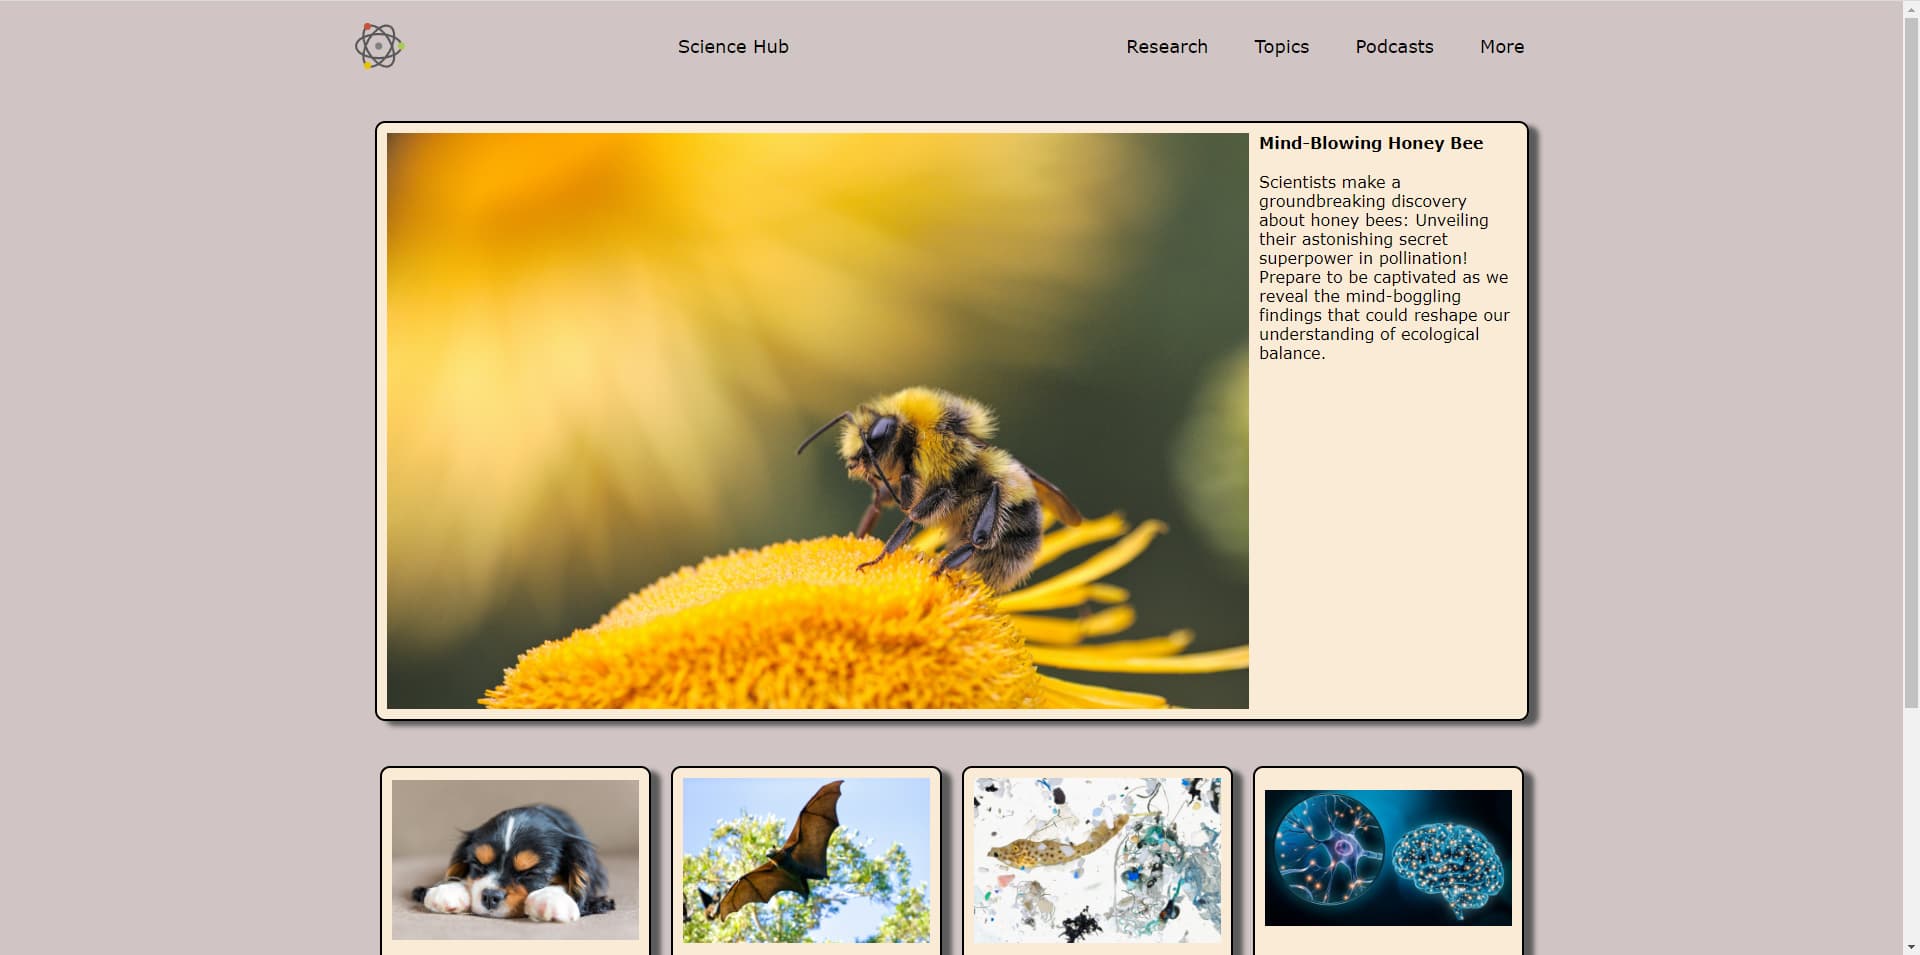 Science Hub
Research
Topics
Podcasts
More
Mind-Blowing Honey Bee
Scientists make a
groundbreaking discovery
about honey bees: Unveiling
their astonishing secret
superpower in pollination!
Prepare to be captivated as we
reveal the mind-boggling
findings that could reshape our
understanding of ecological
balance.